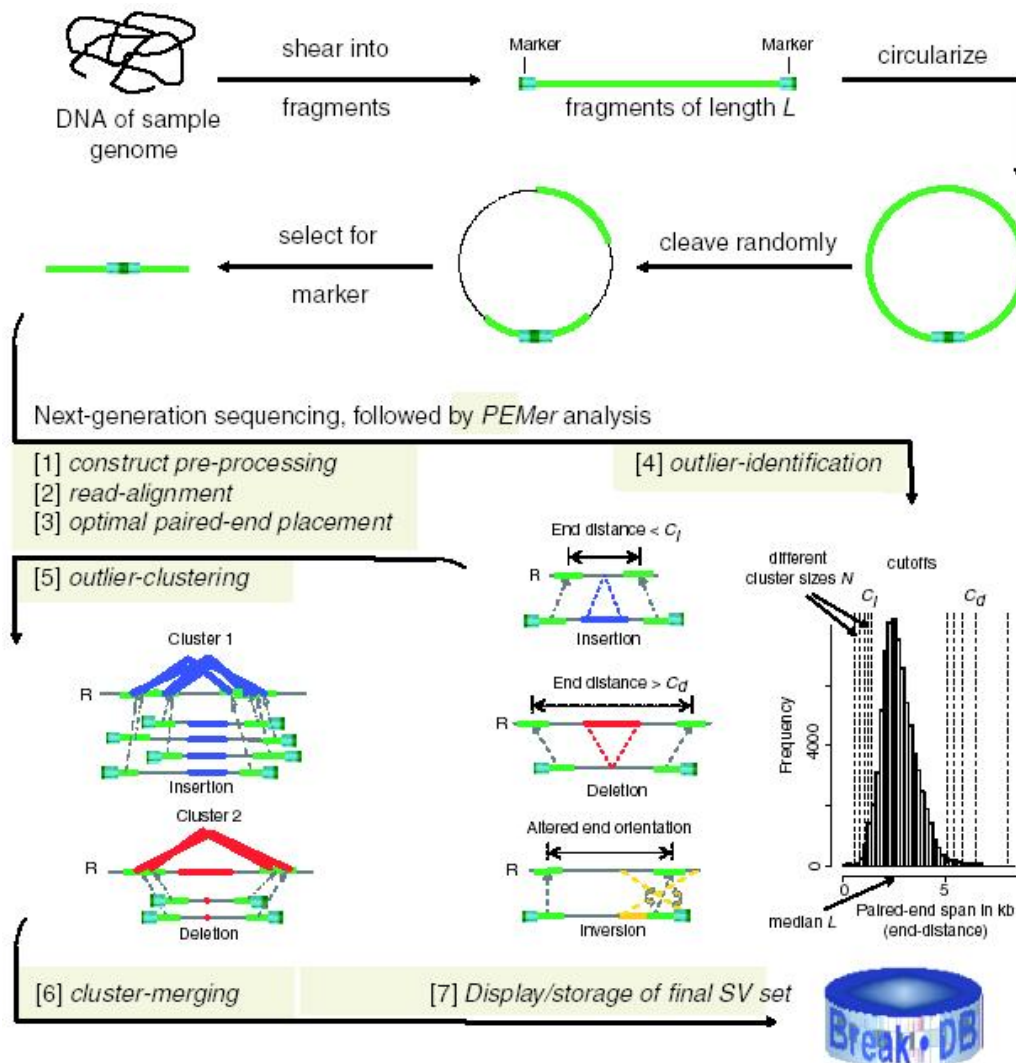 shear into
fragments
DNA of sample
genome
Marker
Marker
fragments of length L
circularize
select for
marker
cleave randomly
Next-generation sequencing, followed by PEMer analysis
[1] construct pre-processing
[2] read-alignment
[3] optimal paired-end placement
[4] outlier-identification
[5] outlier-clustering
Cluster 1
R
Insertion
Cluster 2
R
Deletion
End distance < C_l
R
Insertion
End distance > C_d
R
Deletion
Altered end orientation
R
Inversion
different
cluster sizes N
cutoffs
C_l
C_d
Frequency
4000
0
0
5
median L
Paired-end span in kb
(end-distance)
[6] cluster-merging
[7] Display/storage of final SV set
Break • DB